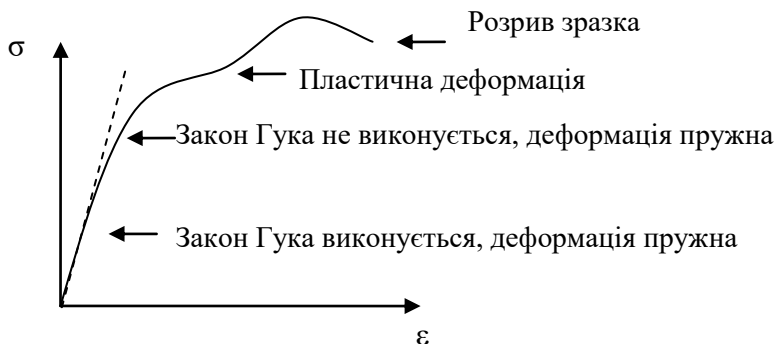 Розрив зразка
σ
Пластична деформація
Закон Гука не виконується, деформація пружна
Закон Гука виконується, деформація пружна
ε